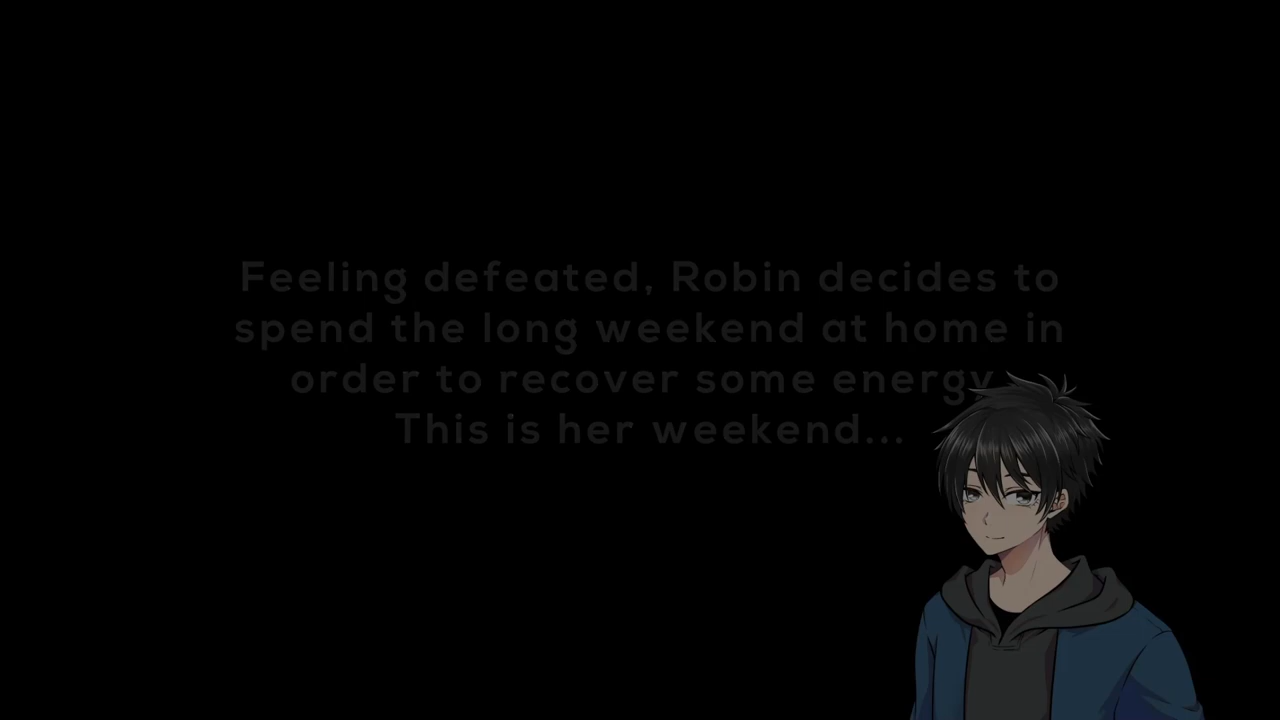 Feeling defeated, Robin decides to
spend the long weekend at home in
order to recover some energy
This is her weekend...